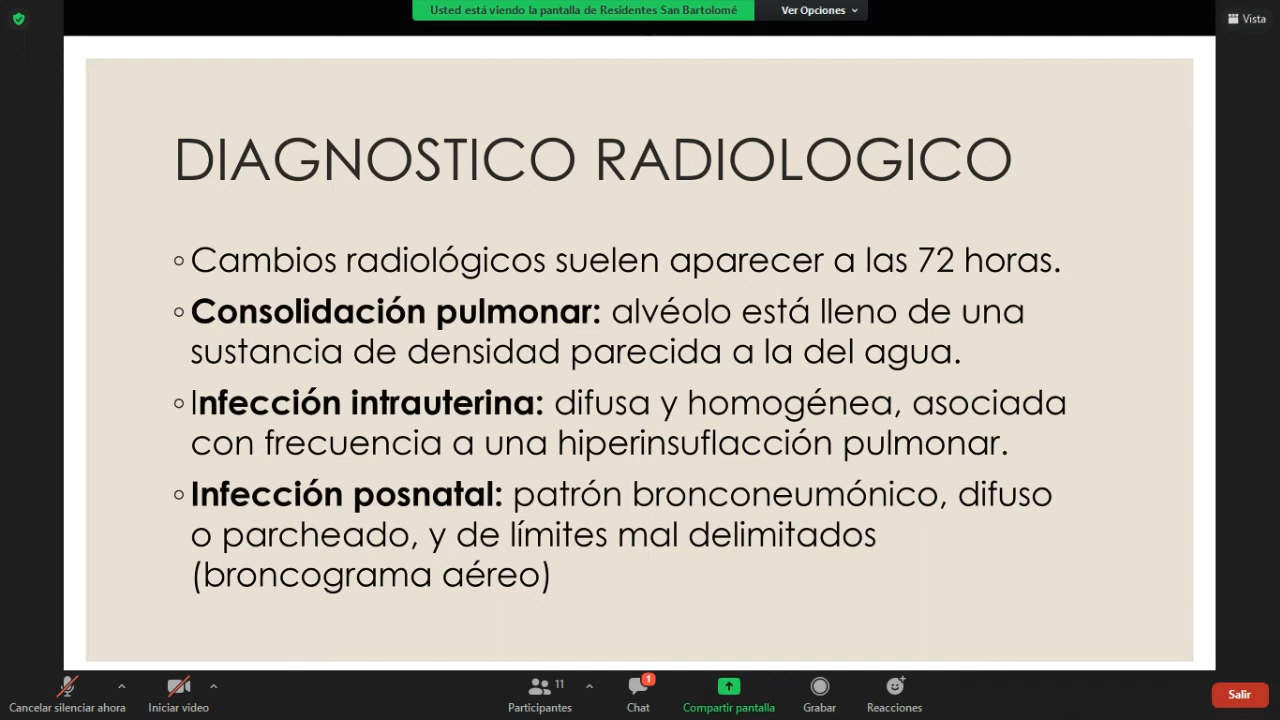 Usted está viendo la pantalla de Residentes San Bartolomé
Ver Opciones
Vista
DIAGNOSTICO RADIOLOGICO
◦Cambios radiológicos suelen aparecer a las 72 horas.
◦Consolidación pulmonar: alvéolo está lleno de una
sustancia de densidad parecida a la del agua.
◦Infección intrauterina: difusa y homogénea, asociada
con frecuencia a una hiperinsuflacción pulmonar.
◦Infección posnatal: patrón bronconeumónico, difuso
o parcheado, y de límites mal delimitados
(broncograma aéreo)
11
1
Cancelar silenciar ahora
Iniciar video
Participantes
Chat
Compartir pantalla
Grabar
Reacciones
Salir